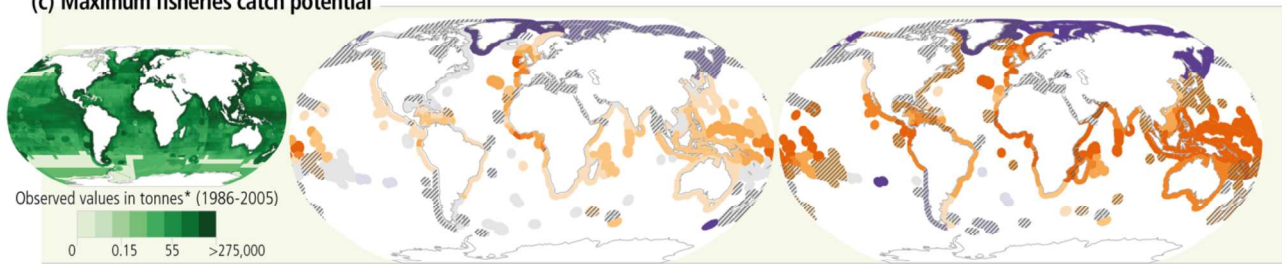 (c) Maximum fisheries catch potential
Observed values in tonnes* (1986-2005)
0 0.15 55 >275,000